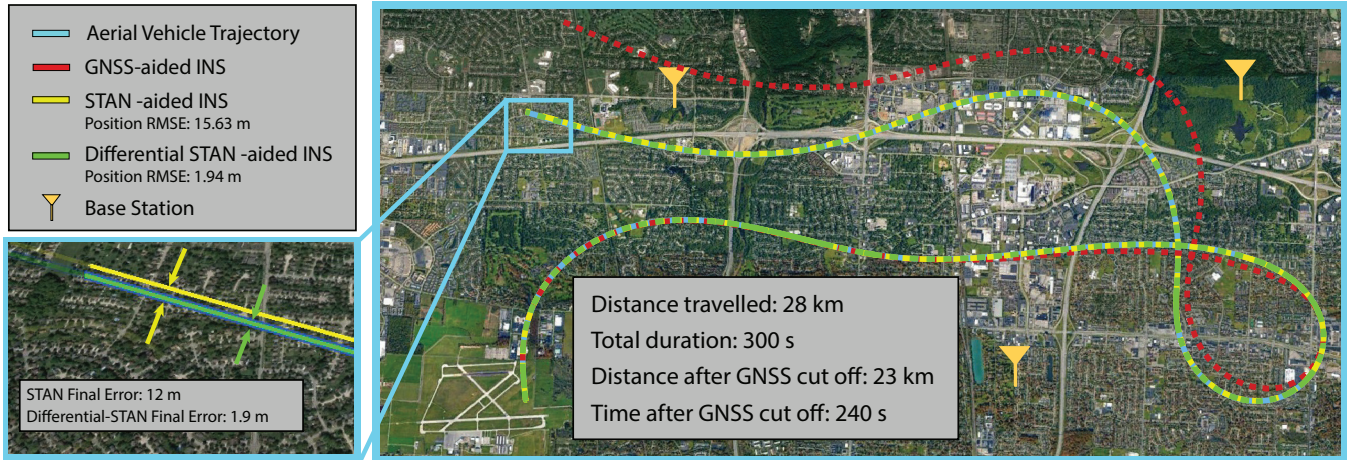 Aerial Vehicle Trajectory
GNSS-aided INS
STAN -aided INS
Position RMSE: 15.63 m
Differential STAN -aided INS
Position RMSE: 1.94 m
Base Station
STAN Final Error: 12 m
Differential-STAN Final Error: 1.9 m
Distance travelled: 28 km
Total duration: 300 s
Distance after GNSS cut off: 23 km
Time after GNSS cut off: 240 s